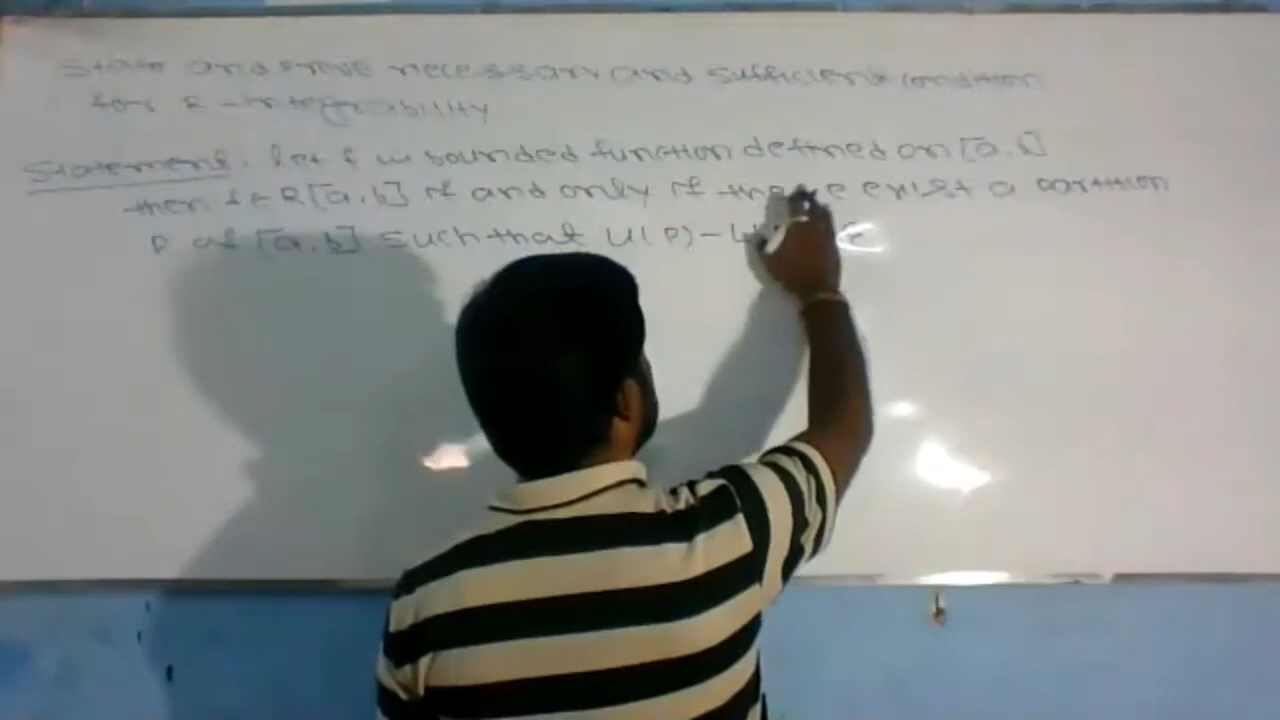 State and prove necessary and sufficient condition
for R-integrability
Statement: let f is bounded function defined on [a,b]
then f ∈ R[a,b] if and only if there exist a partition
P of [a,b] such that U(P)-L